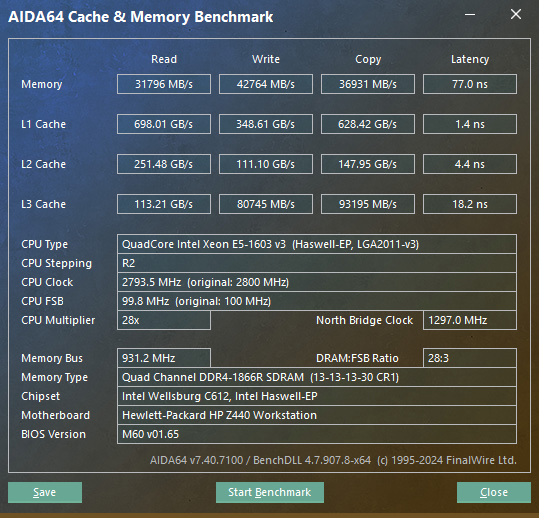 AIDA64 Cache & Memory Benchmark
Read Write Copy Latency
Memory 31796 MB/s 42764 MB/s 36931 MB/s 77.0 ns
L1 Cache 698.01 GB/s 348.61 GB/s 628.42 GB/s 1.4 ns
L2 Cache 251.48 GB/s 111.10 GB/s 147.95 GB/s 4.4 ns
L3 Cache 113.21 GB/s 80745 MB/s 93195 MB/s 18.2 ns
CPU Type QuadCore Intel Xeon E5-1603 v3 (Haswell-EP, LGA2011-v3)
CPU Stepping R2
CPU Clock 2793.5 MHz (original: 2800 MHz)
CPU FSB 99.8 MHz (original: 100 MHz)
CPU Multiplier 28x North Bridge Clock 1297.0 MHz
Memory Bus 931.2 MHz DRAM:FSB Ratio 28:3
Memory Type Quad Channel DDR4-1866R SDRAM (13-13-13-30 CR1)
Chipset Intel Wellsburg C612, Intel Haswell-EP
Motherboard Hewlett-Packard HP Z440 Workstation
BIOS Version M60 v01.65
AIDA64 v7.40.7100 / BenchDLL 4.7.907.8-x64 (c) 1995-2024 FinalWire Ltd.
Save Start Benchmark Close